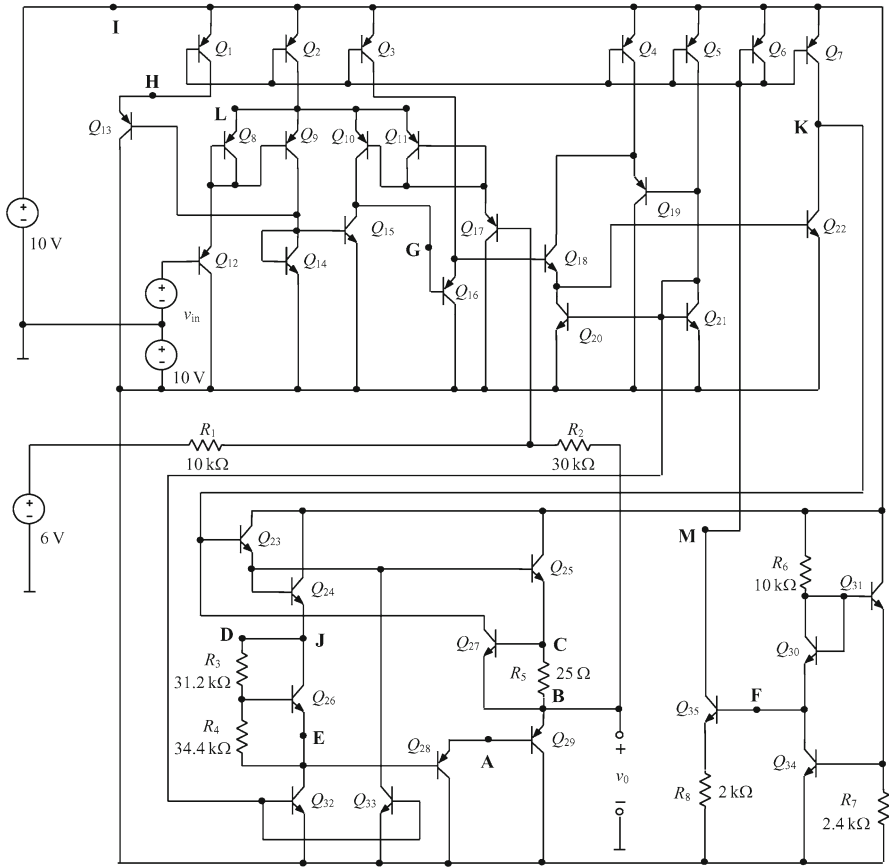 I
Q1 Q2 Q3 Q4 Q5 Q6 Q7
H
L
K
Q13 Q8 Q9 Q10 Q11
Q19
10 V
Q12 Q14 Q15 G Q17 Q18 Q22
Q16
vin
Q20 Q21
10 V
R1 R2
10 kΩ 30 kΩ
6 V
Q23 M
Q24 Q25 R6 Q31
10 kΩ
D J Q27 C Q30
R3 R5 25 Ω
31.2 kΩ
Q26 B Q35 F
R4 E
34.4 kΩ Q28 A Q29 Q34
+
v0
−
Q32 Q33 R8 2 kΩ R7
2.4 kΩ